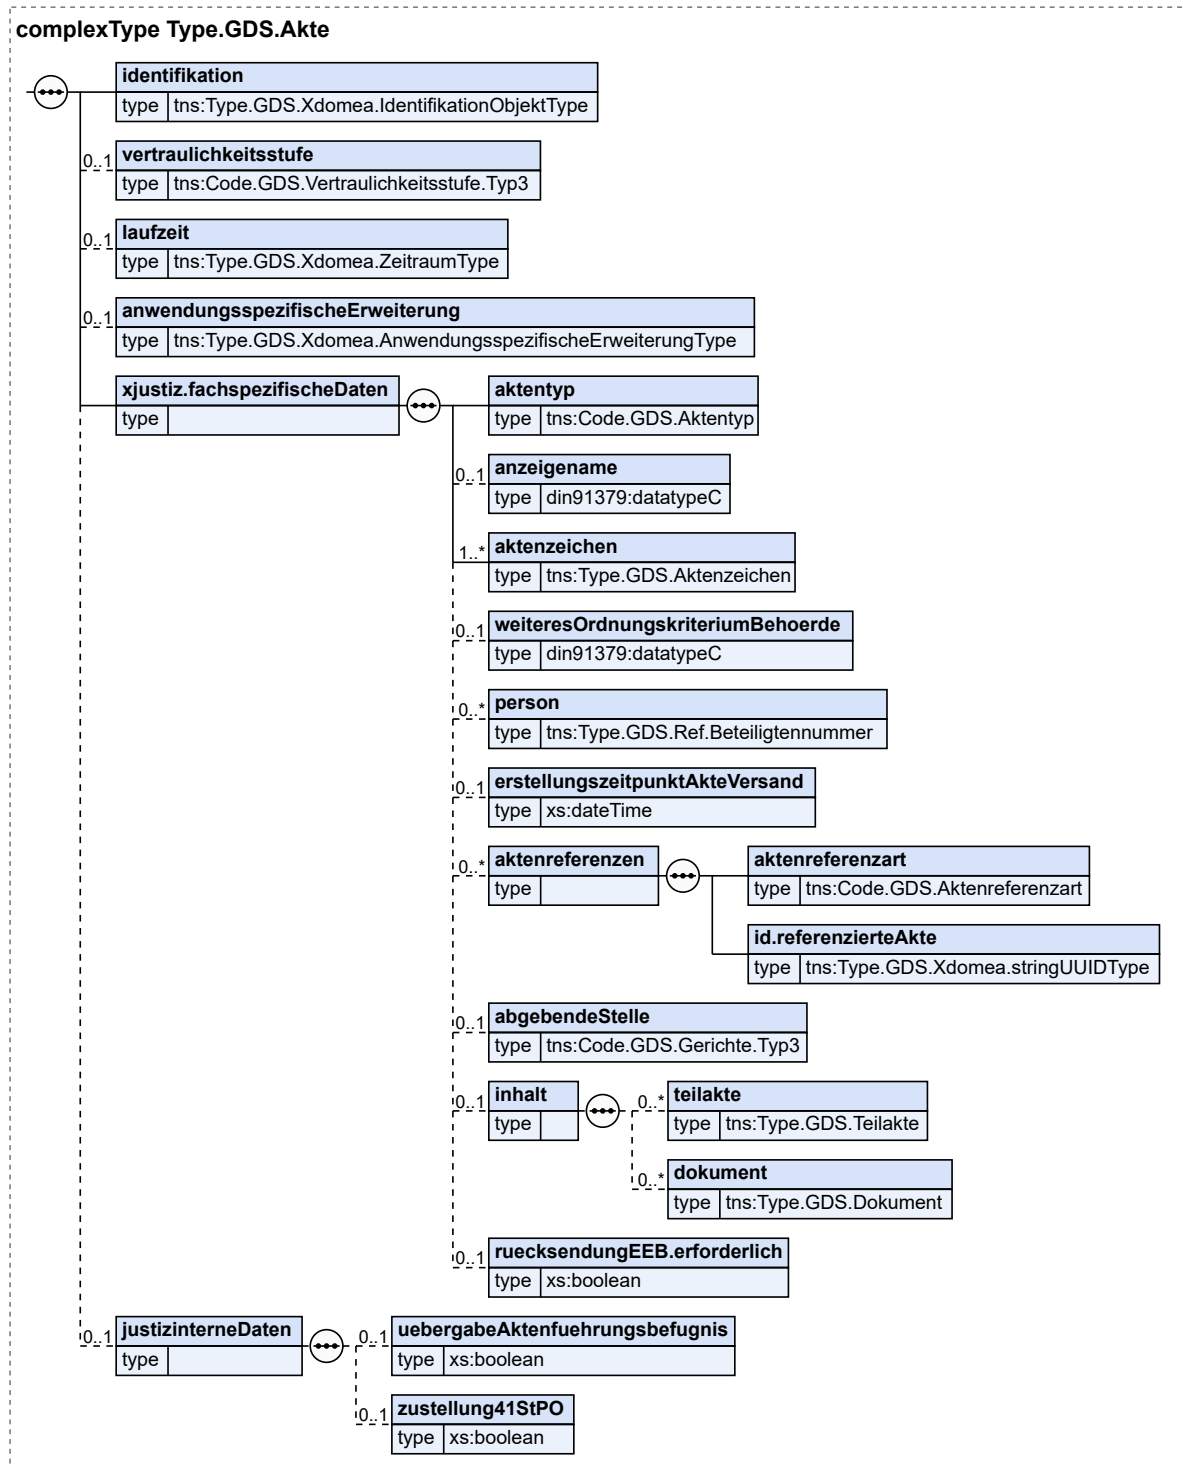 complexType Type.GDS.Akte
identifikation
type tns:Type.GDS.Xdomea.IdentifikationObjektType
0..1 vertraulichkeitsstufe
type tns:Code.GDS.Vertraulichkeitsstufe.Typ3
0..1 laufzeit
type tns:Type.GDS.Xdomea.ZeitraumType
0..1 anwendungsspezifischeErweiterung
type tns:Type.GDS.Xdomea.AnwendungsspezifischeErweiterungType
xjustiz.fachspezifischeDaten
type
aktentyp
type tns:Code.GDS.Aktentyp
0..1 anzeigename
type din91379:datatypeC
1..* aktenzeichen
type tns:Type.GDS.Aktenzeichen
0..1 weiteresOrdnungskriteriumBehoerde
type din91379:datatypeC
0..* person
type tns:Type.GDS.Ref.Beteiligtennummer
0..1 erstellungszeitpunktAkteVersand
type xs:dateTime
0..* aktenreferenzen
type
aktenreferenzart
type tns:Code.GDS.Aktenreferenzart
id.referenzierteAkte
type tns:Type.GDS.Xdomea.stringUUIDType
0..1 abgebendeStelle
type tns:Code.GDS.Gerichte.Typ3
0..1 inhalt
type
0..* teilakte
type tns:Type.GDS.Teilakte
0..* dokument
type tns:Type.GDS.Dokument
0..1 ruecksendungEEB.erforderlich
type xs:boolean
0..1 justizinterneDaten
type
0..1 uebergabeAktenfuehrungsbefugnis
type xs:boolean
0..1 zustellung41StPO
type xs:boolean